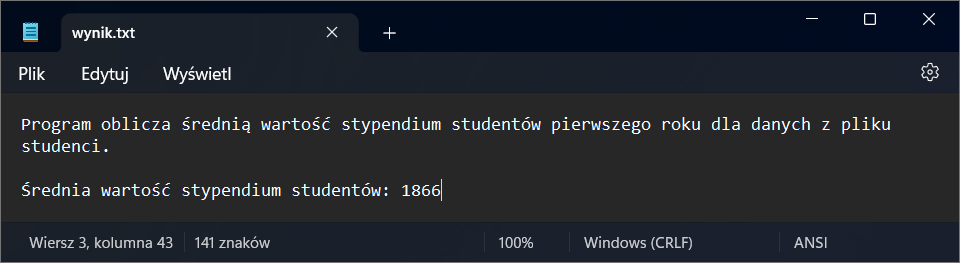 wynik.txt
Plik Edytuj Wyświetl
Program oblicza średnią wartość stypendium studentów pierwszego roku dla danych z pliku
studenci.
Średnia wartość stypendium studentów: 1866
Wiersz 3, kolumna 43 141 znaków 100% Windows (CRLF) ANSI